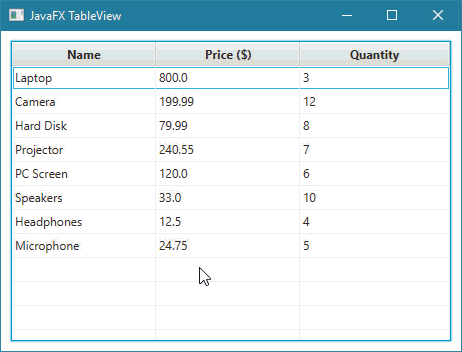 JavaFX TableView
Name Price ($) Quantity
Laptop 800.0 3
Camera 199.99 12
Hard Disk 79.99 8
Projector 240.55 7
PC Screen 120.0 6
Speakers 33.0 10
Headphones 12.5 4
Microphone 24.75 5